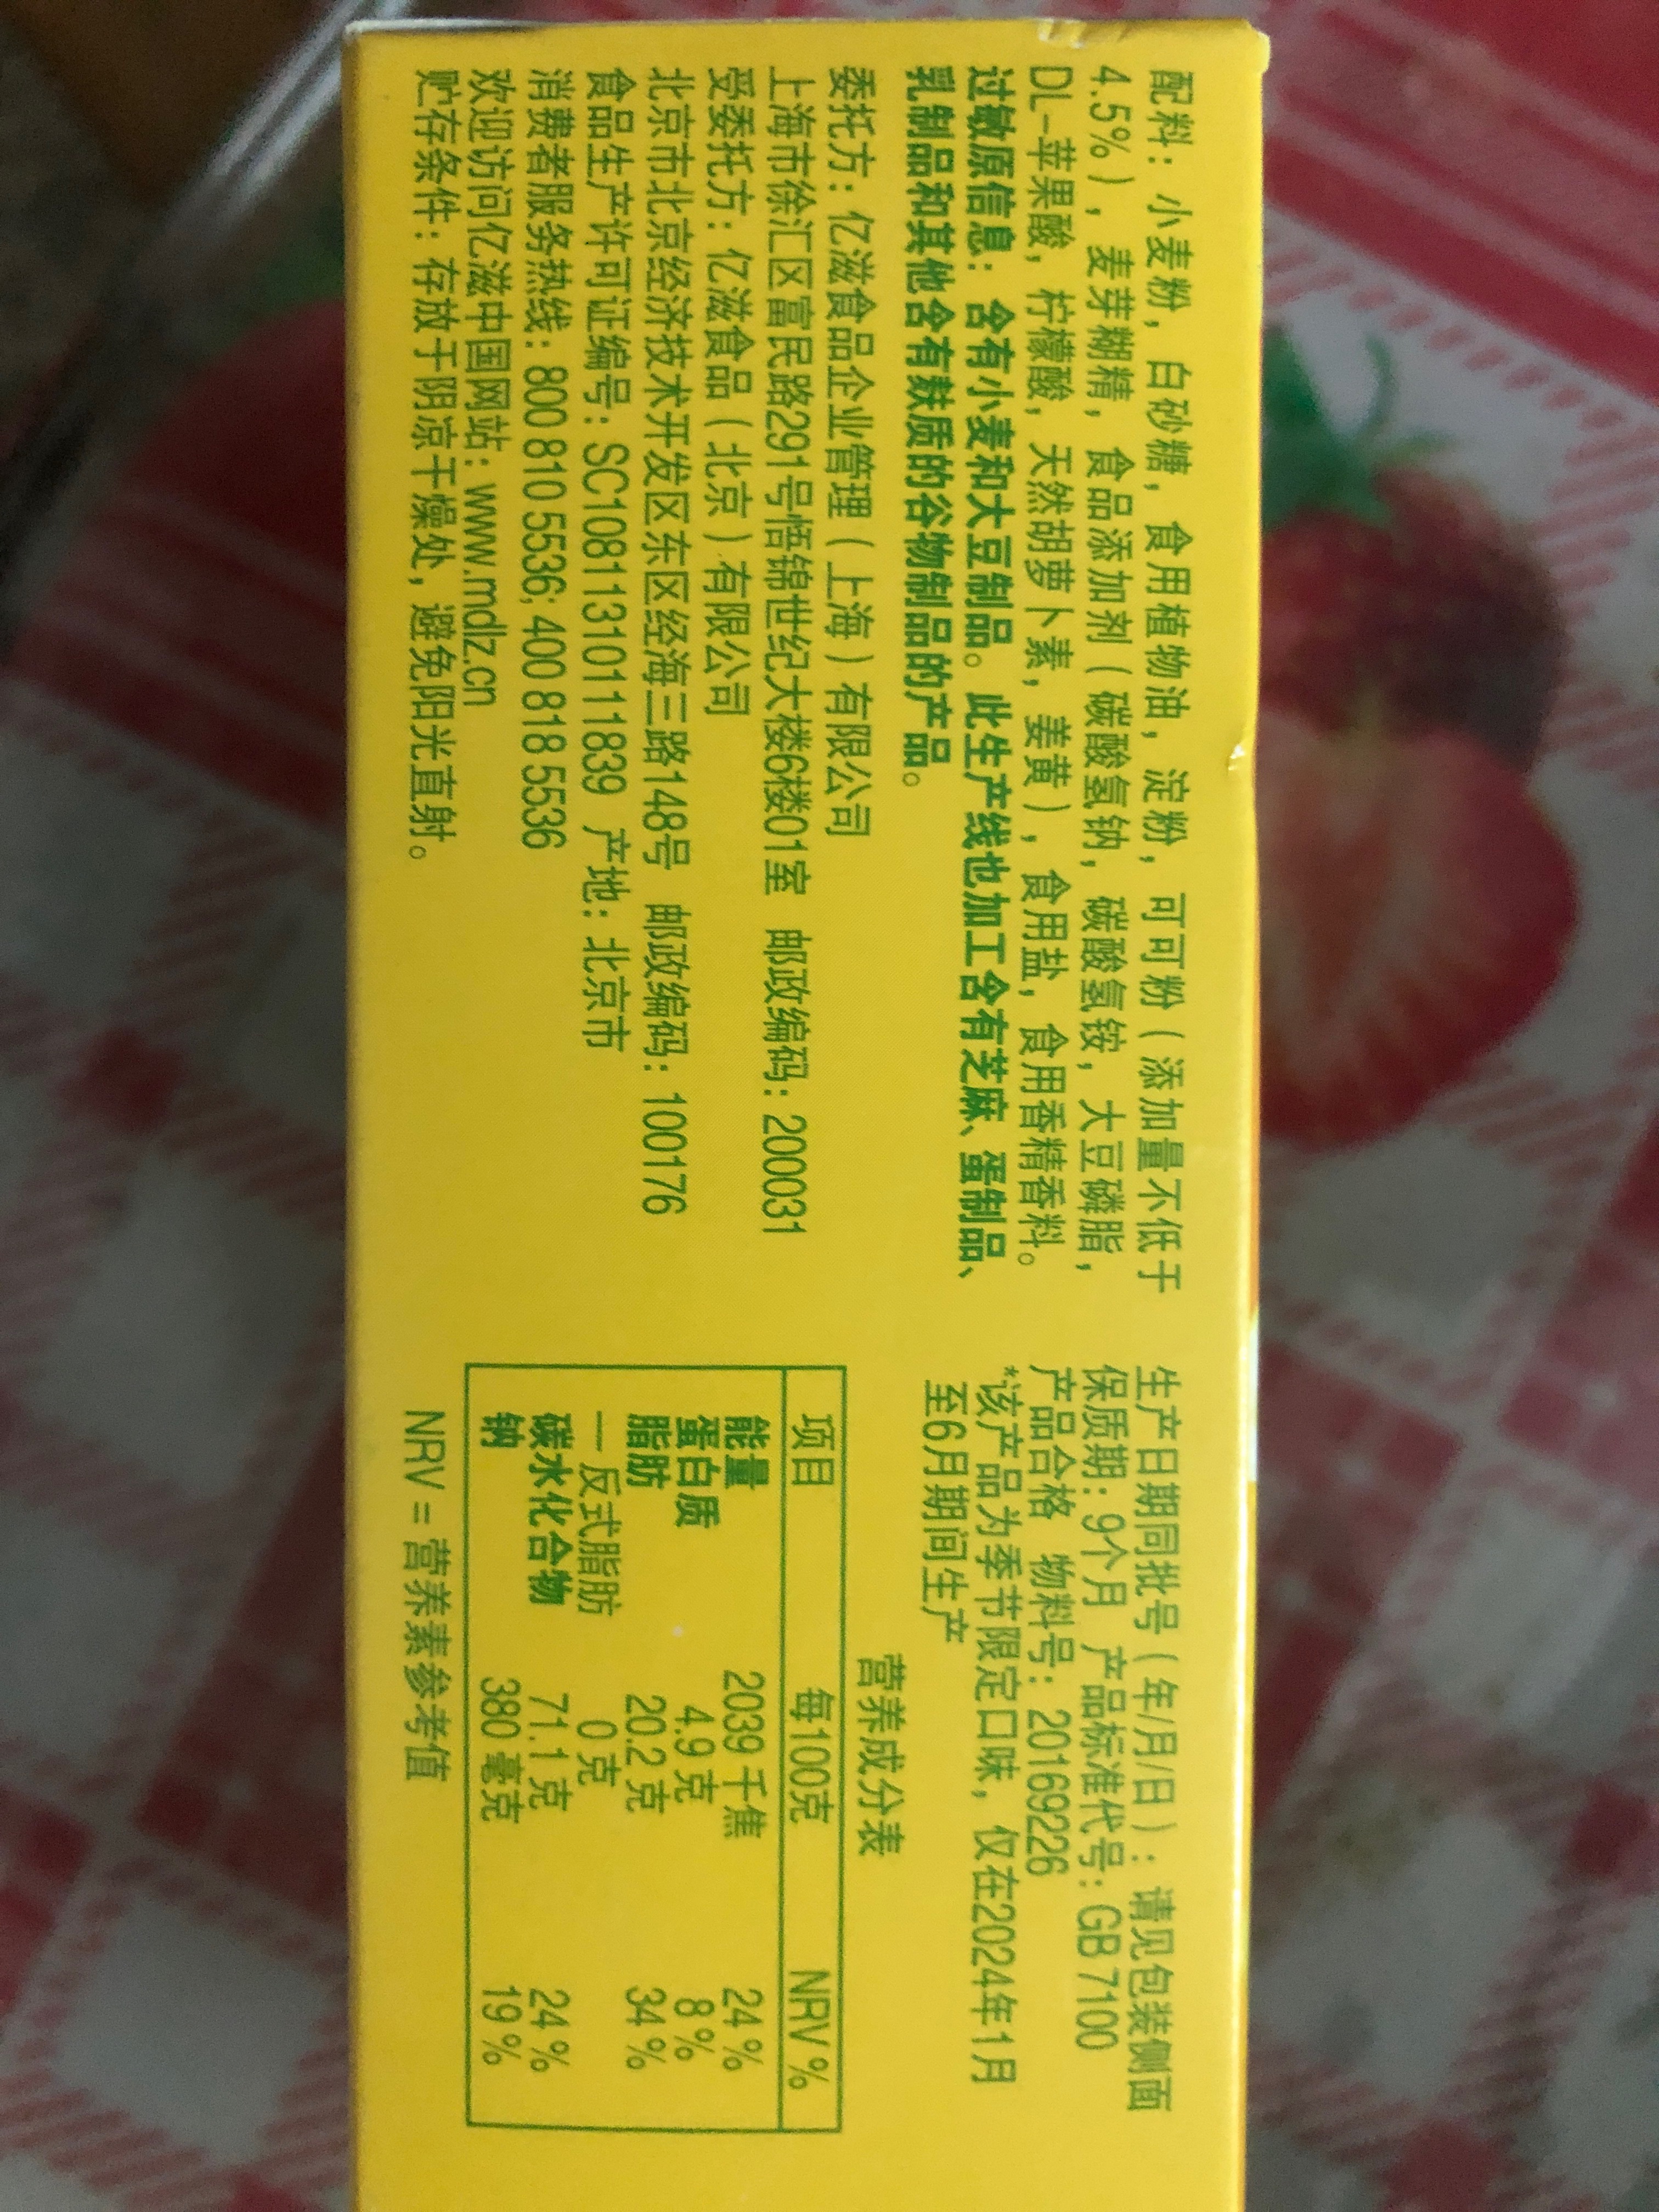 配料：小麦粉，白砂糖，食用植物油，淀粉，可可粉（添加量不低于
4.5%），麦芽糊精，食品添加剂（碳酸氢钠，碳酸氢铵，大豆磷脂，
DL-苹果酸，柠檬酸，天然胡萝卜素，姜黄），食用盐，食用香精香料。
过敏原信息：含有小麦和大豆制品。此生产线也加工含有芝麻、蛋制品、
乳制品和其他含有麸质的谷物制品的产品。
委托方：亿滋食品企业管理（上海）有限公司
上海市徐汇区富民路291号悟锦世纪大楼6楼01室 邮政编码：200031
受委托方：亿滋食品（北京）有限公司
北京市北京经济技术开发区东区经海三路148号 邮政编码：100176
食品生产许可证编号：SC10811310111839 产地：北京市
消费者服务热线：800 810 5536; 400 818 5536
欢迎访问亿滋中国网站：www.mdlz.cn
贮存条件：存放于阴凉干燥处，避免阳光直射。
生产日期同批号（年/月/日）：请见包装侧面
保质期：9个月 产品标准代号：GB 7100
产品合格 物料号：20169226
*该产品为季节限定口味，仅在2024年1月
至6月期间生产
营养成分表
项目 每100克 NRV %
能量 2039 千焦 24 %
蛋白质 4.9 克 8 %
脂肪 20.2 克 34 %
一 反式脂肪 0 克
碳水化合物 71.1 克 24 %
钠 380 毫克 19 %
NRV = 营养素参考值